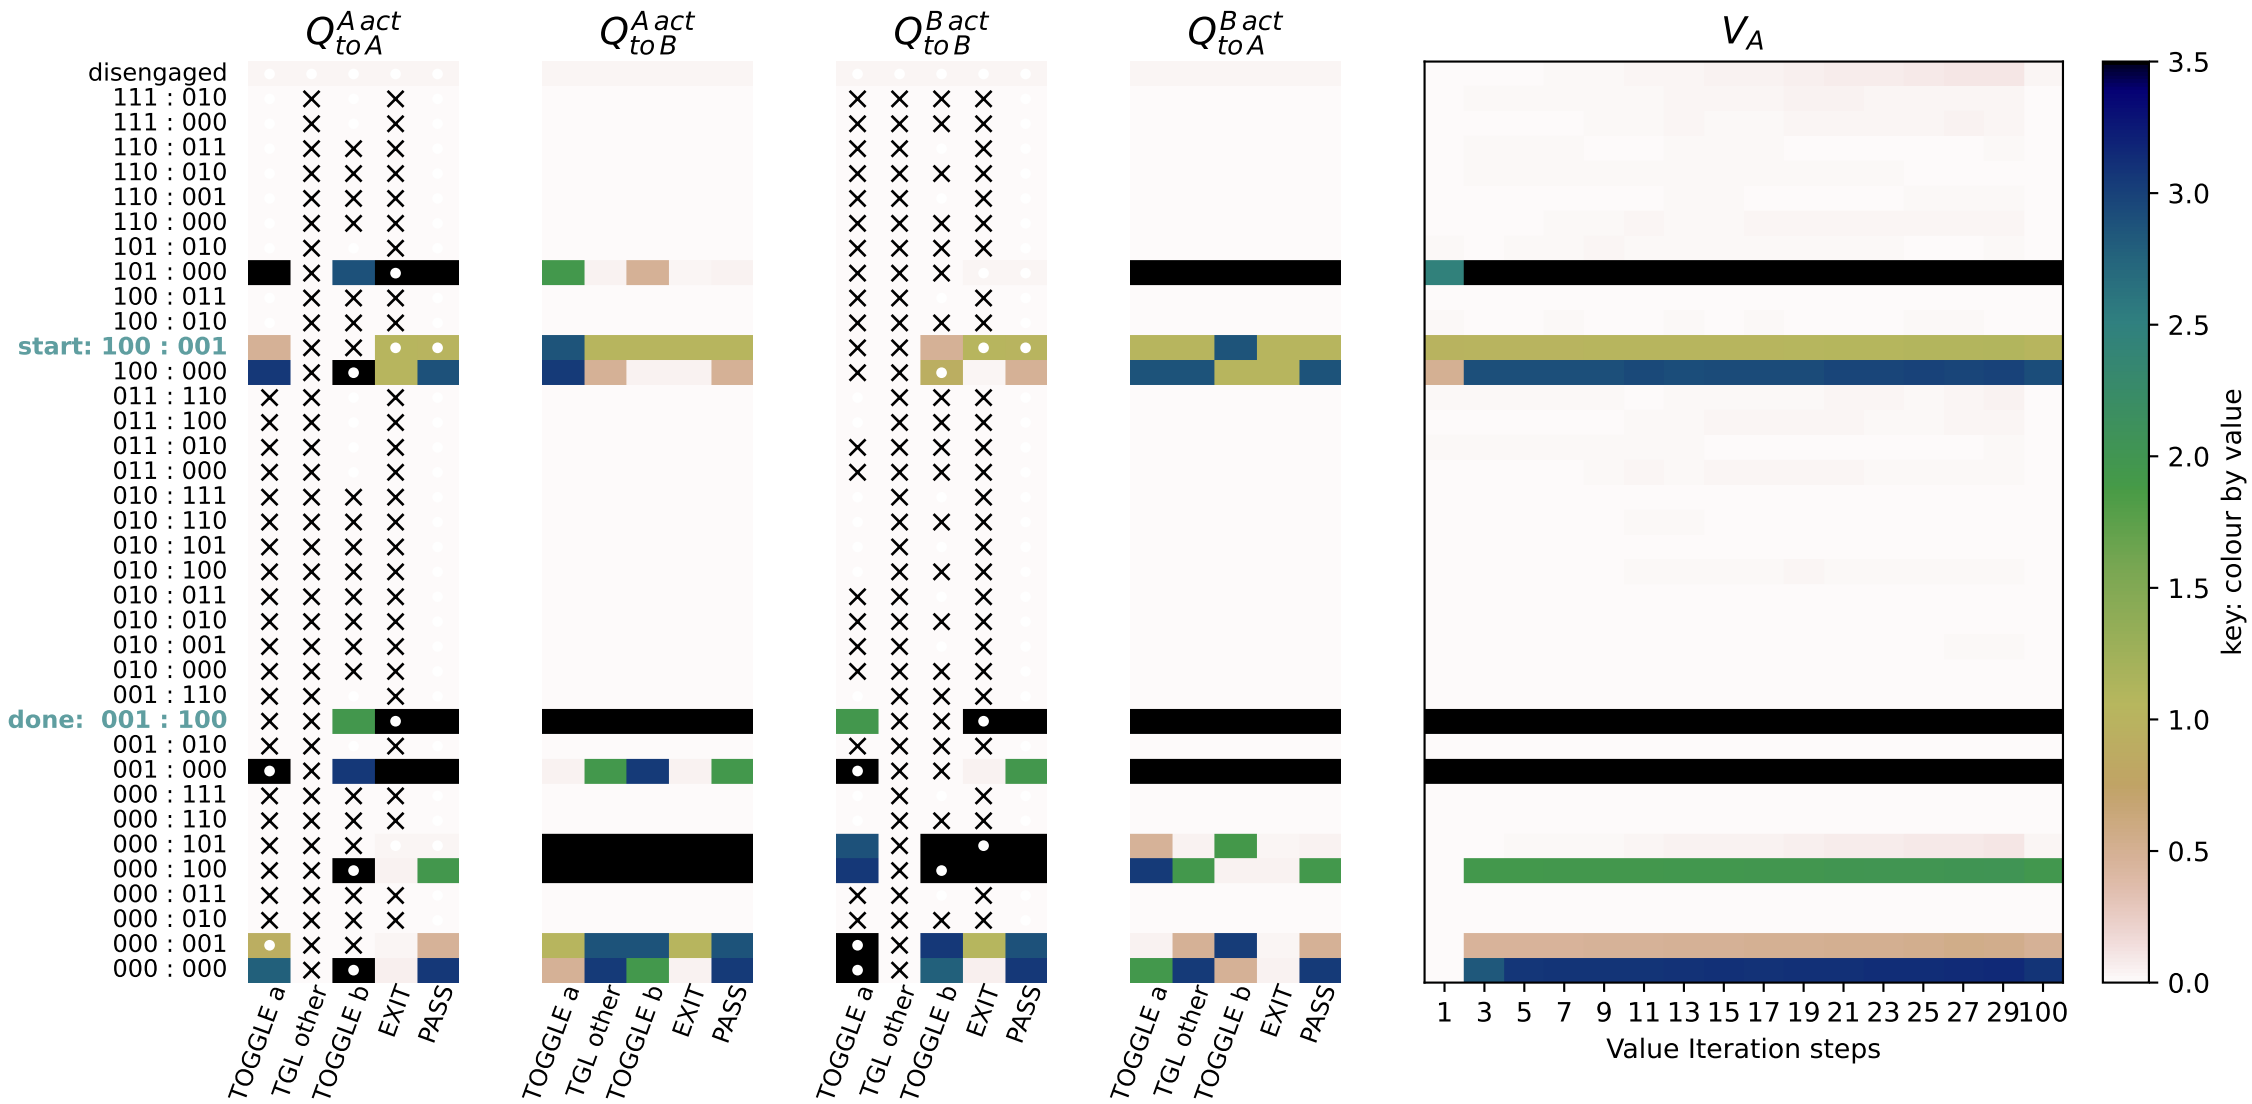 Q^{A act}_{to A}
Q^{A act}_{to B}
Q^{B act}_{to B}
Q^{B act}_{to A}
V_A
disengaged
111 : 010
111 : 000
110 : 011
110 : 010
110 : 001
110 : 000
101 : 010
101 : 000
100 : 011
100 : 010
start: 100 : 001
100 : 000
011 : 110
011 : 100
011 : 010
011 : 000
010 : 111
010 : 110
010 : 101
010 : 100
010 : 011
010 : 010
010 : 001
010 : 000
001 : 110
done: 001 : 100
001 : 010
001 : 000
000 : 111
000 : 110
000 : 101
000 : 100
000 : 011
000 : 010
000 : 001
000 : 000
TOGGLE a
TGL other
TOGGLE b
EXIT
PASS
TOGGLE a
TGL other
TOGGLE b
EXIT
PASS
TOGGLE a
TGL other
TOGGLE b
EXIT
PASS
TOGGLE a
TGL other
TOGGLE b
EXIT
PASS
1 3 5 7 9 11 13 15 17 19 21 23 25 27 29 100
Value Iteration steps
3.5
3.0
2.5
2.0
1.5
1.0
0.5
0.0
key: colour by value